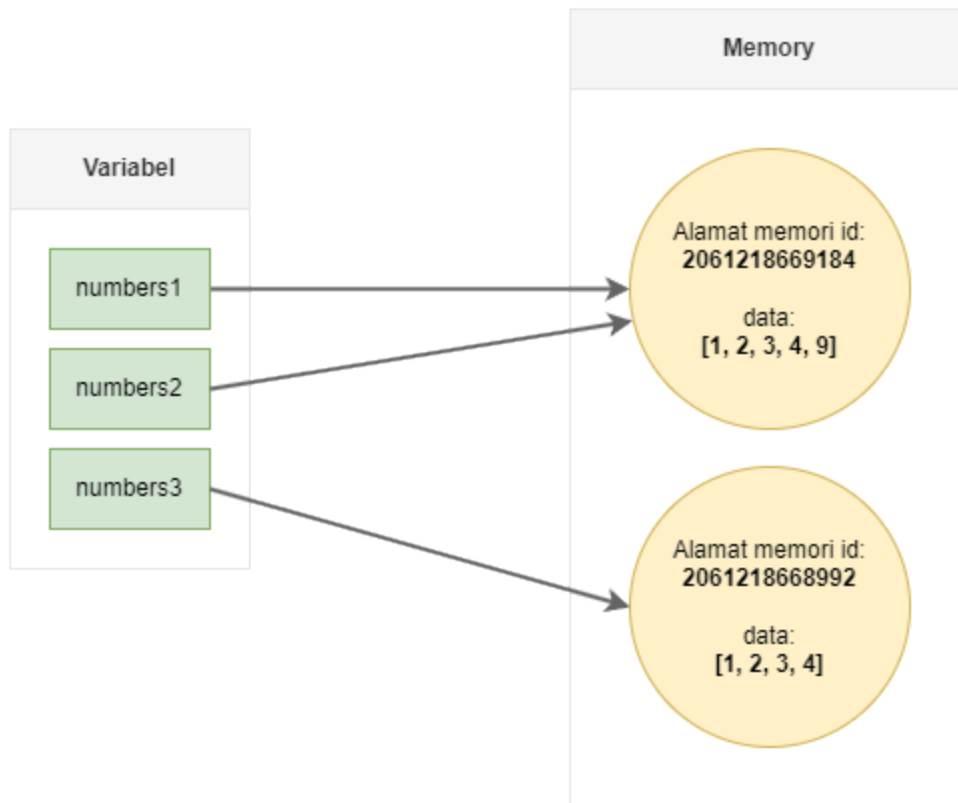 Variabel
numbers1
numbers2
numbers3
Memory
Alamat memori id:
2061218669184
data:
[1, 2, 3, 4, 9]
Alamat memori id:
2061218668992
data:
[1, 2, 3, 4]